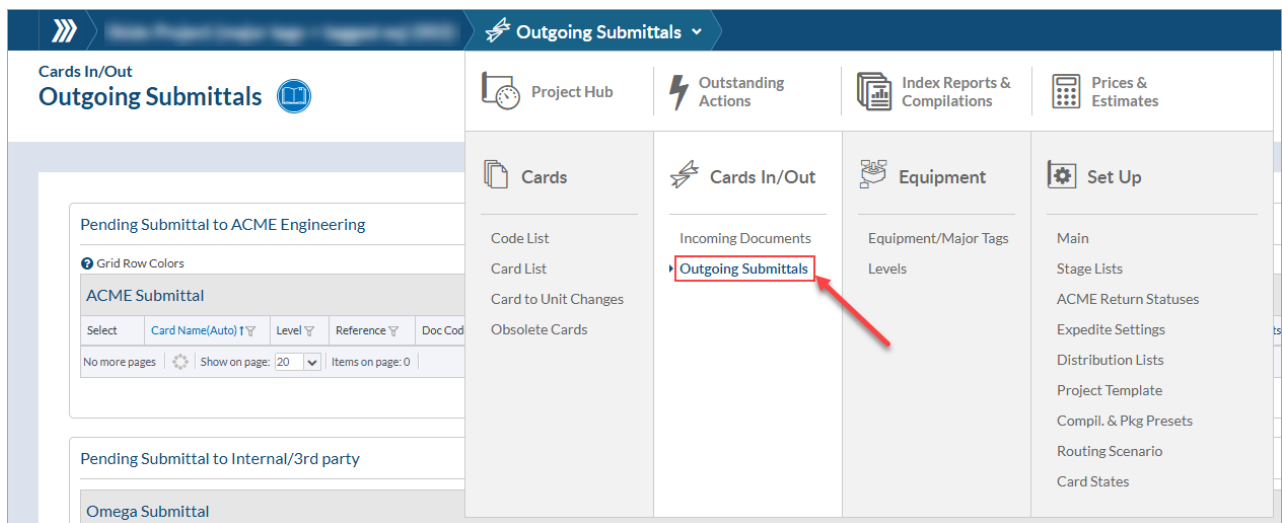 Outgoing Submittals
Cards In/Out
Outgoing Submittals
Project Hub
Outstanding
Actions
Index Reports &
Compilations
Prices &
Estimates
Cards
Code List
Card List
Card to Unit Changes
Obsolete Cards
Cards In/Out
Incoming Documents
Outgoing Submittals
Equipment
Equipment/Major Tags
Levels
Set Up
Main
Stage Lists
ACME Return Statuses
Expedite Settings
Distribution Lists
Project Template
Compil. & Pkg Presets
Routing Scenario
Card States
Pending Submittal to ACME Engineering
Grid Row Colors
ACME Submittal
Select Card Name(Auto) Level Reference Doc Cod
No more pages Show on page: 20 Items on page: 0
Pending Submittal to Internal/3rd party
Omega Submittal